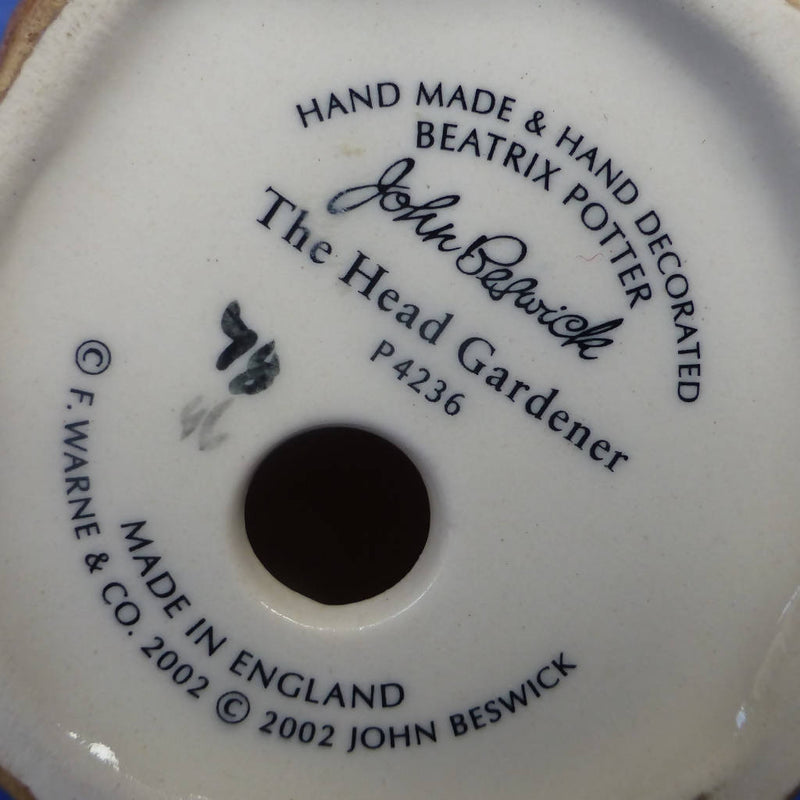 HAND MADE & HAND DECORATED
BEATRIX POTTER
John Beswick
The Head Gardener
P4236
MADE IN ENGLAND
© F. WARNE & CO. 2002 © 2002 JOHN BESWICK